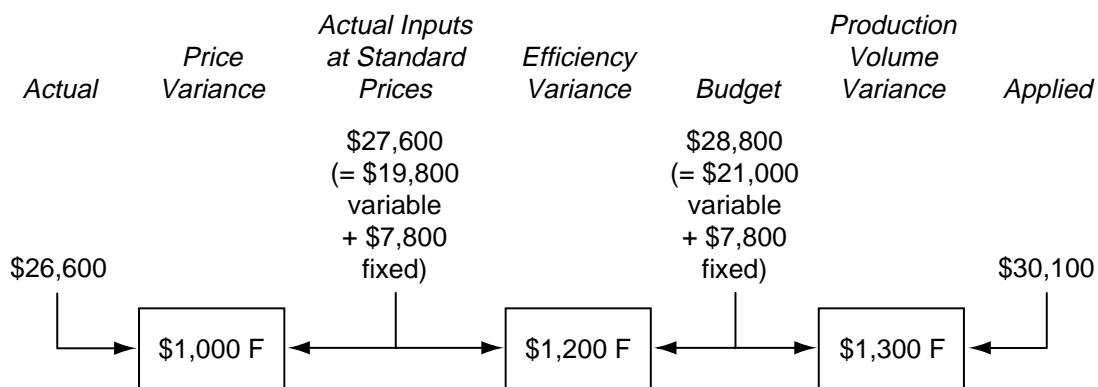 Actual
Price
Variance
Actual Inputs
at Standard
Prices
Efficiency
Variance
Budget
Production
Volume
Variance
Applied
$26,600
$27,600
(= $19,800
variable
+ $7,800
fixed)
$28,800
(= $21,000
variable
+ $7,800
fixed)
$30,100
$1,000 F
$1,200 F
$1,300 F